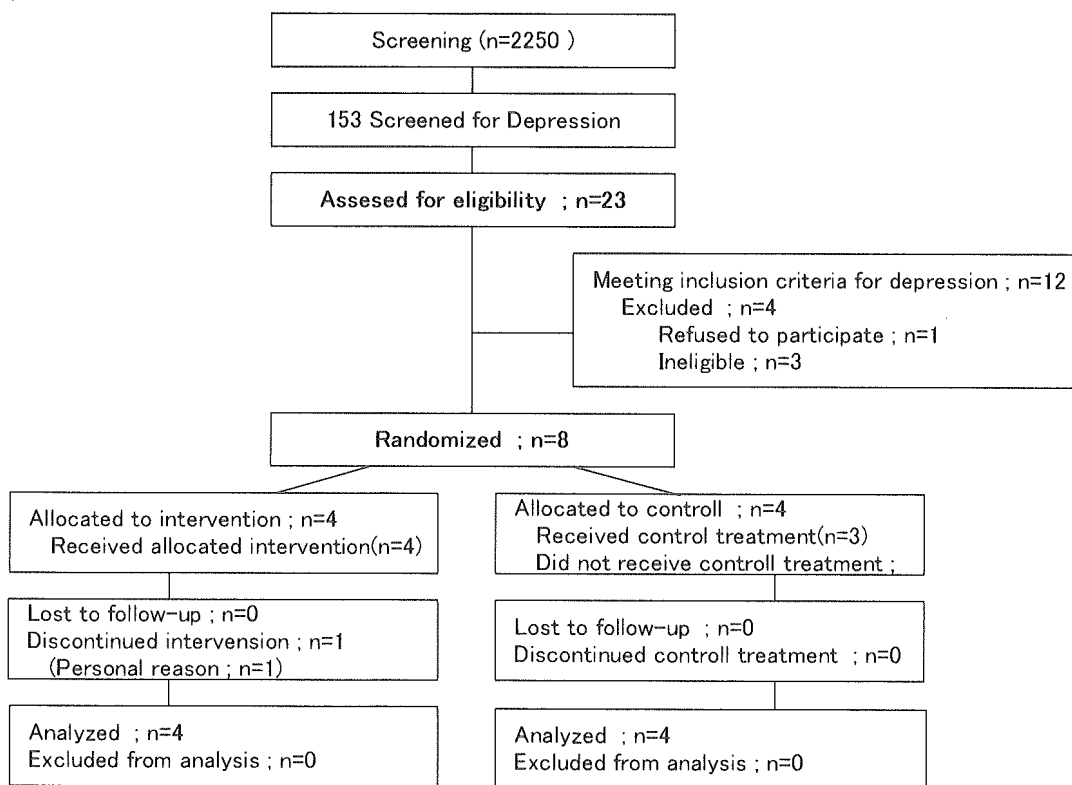 Screening (n=2250 )
153 Screened for Depression
Assesed for eligibility ; n=23
Meeting inclusion criteria for depression ; n=12
Excluded ; n=4
Refused to participate ; n=1
Ineligible ; n=3
Randomized ; n=8
Allocated to intervention ; n=4
Received allocated intervention(n=4)
Allocated to controll ; n=4
Received control treatment(n=3)
Did not receive controll treatment ;
Lost to follow-up ; n=0
Discontinued intervension ; n=1
(Personal reason ; n=1)
Lost to follow-up ; n=0
Discontinued controll treatment ; n=0
Analyzed ; n=4
Excluded from analysis ; n=0
Analyzed ; n=4
Excluded from analysis ; n=0